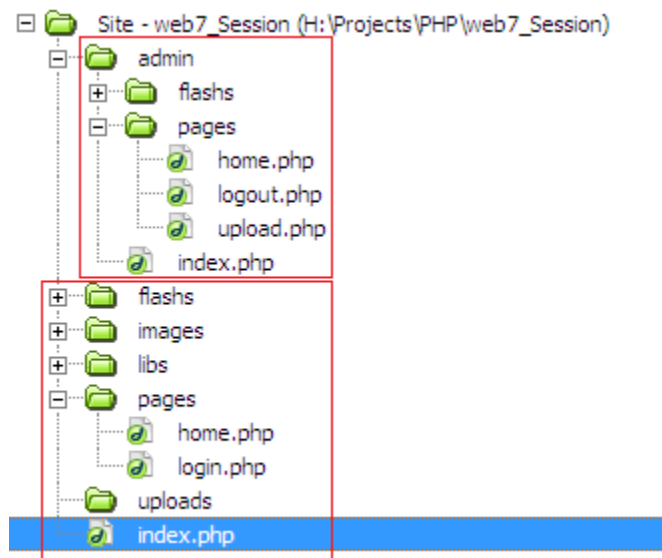 Site - web7_Session (H:\Projects\PHP\web7_Session)
admin
flashs
pages
home.php
logout.php
upload.php
index.php
flashs
images
libs
pages
home.php
login.php
uploads
index.php